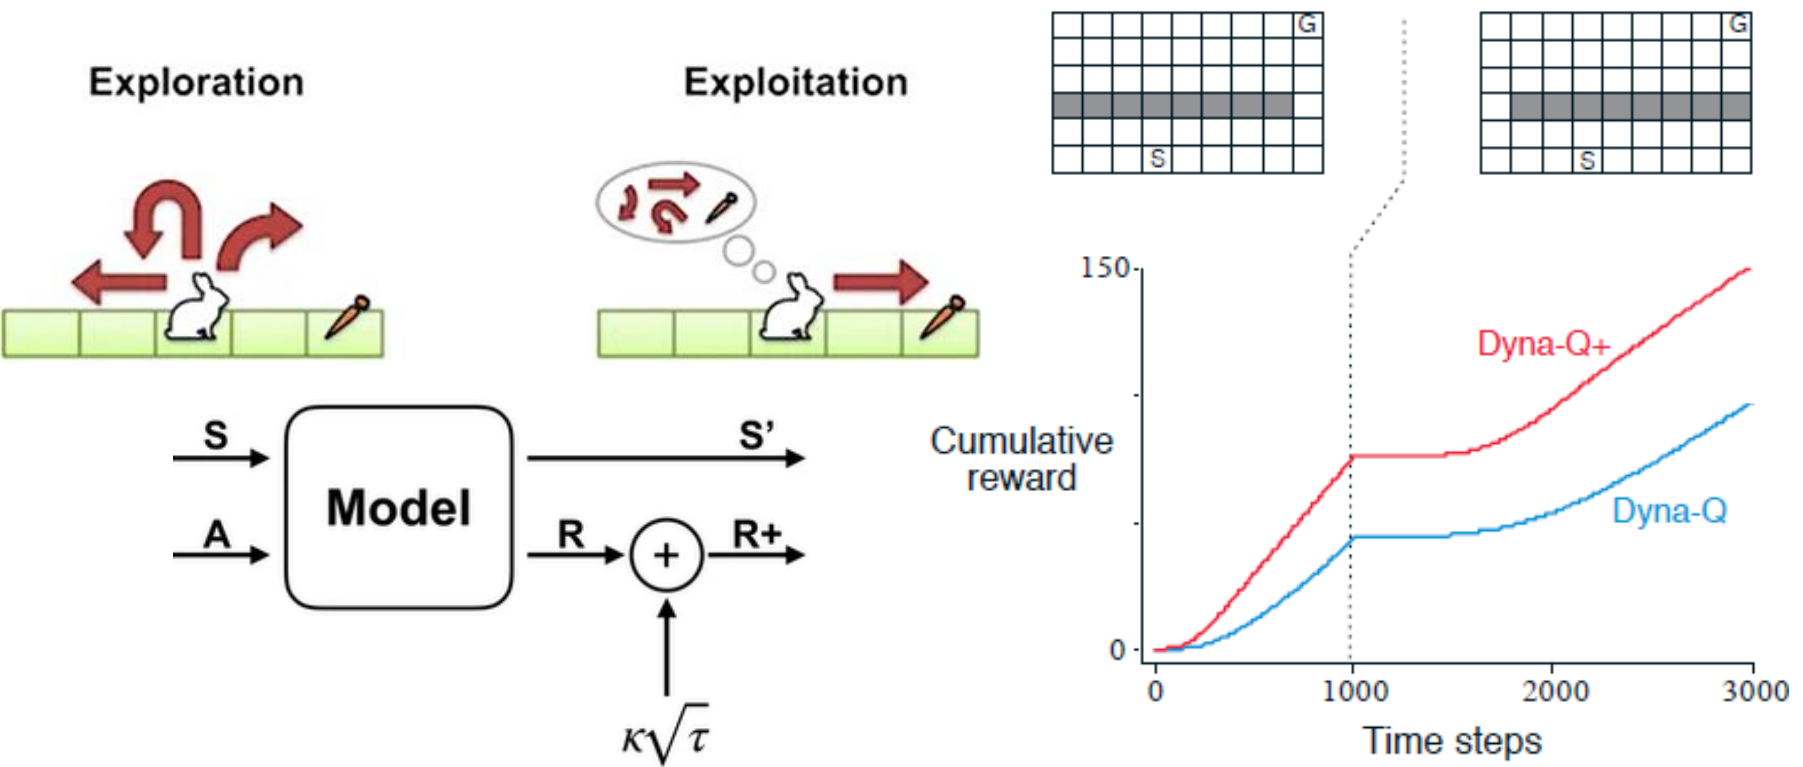 Exploration
Exploitation
S
A
Model
S’
R
+
R+
κ√τ
G
S
G
S
150
0
Cumulative
reward
Dyna-Q+
Dyna-Q
0
1000
2000
3000
Time steps